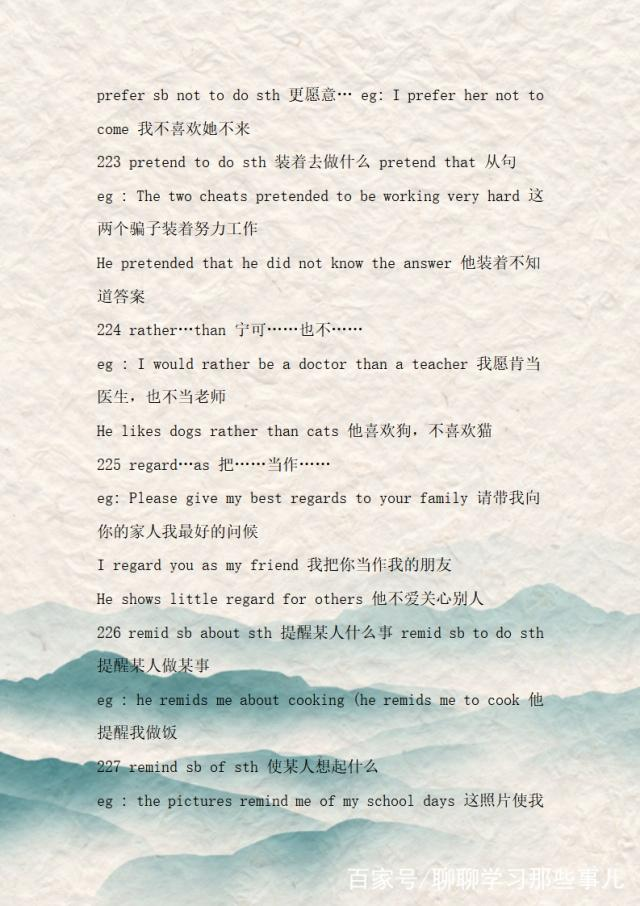 prefer sb not to do sth 更愿意… eg: I prefer her not to
come 我不喜欢她不来
223 pretend to do sth 装着去做什么 pretend that 从句
eg : The two cheats pretended to be working very hard 这
两个骗子装着努力工作
He pretended that he did not know the answer 他装着不知
道答案
224 rather…than 宁可……也不……
eg : I would rather be a doctor than a teacher 我愿肯当
医生，也不当老师
He likes dogs rather than cats 他喜欢狗，不喜欢猫
225 regard…as 把……当作……
eg: Please give my best regards to your family 请带我向
你的家人我最好的问候
I regard you as my friend 我把你当作我的朋友
He shows little regard for others 他不爱关心别人
226 remid sb about sth 提醒某人什么事 remid sb to do sth
提醒某人做某事
eg : he remids me about cooking (he remids me to cook 他
提醒我做饭
227 remind sb of sth 使某人想起什么
eg : the pictures remind me of my school days 这照片使我
百家号/聊聊学习那些事儿